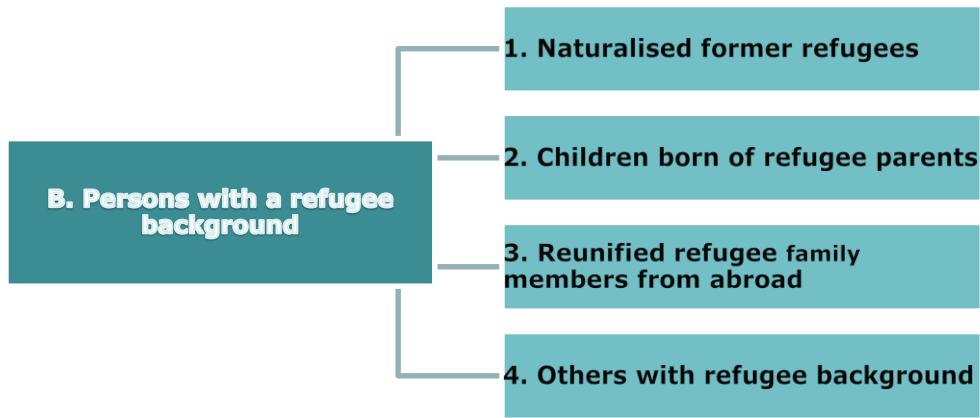 1. Naturalised former refugees
2. Children born of refugee parents
B. Persons with a refugee
background
3. Reunified refugee family
members from abroad
4. Others with refugee background